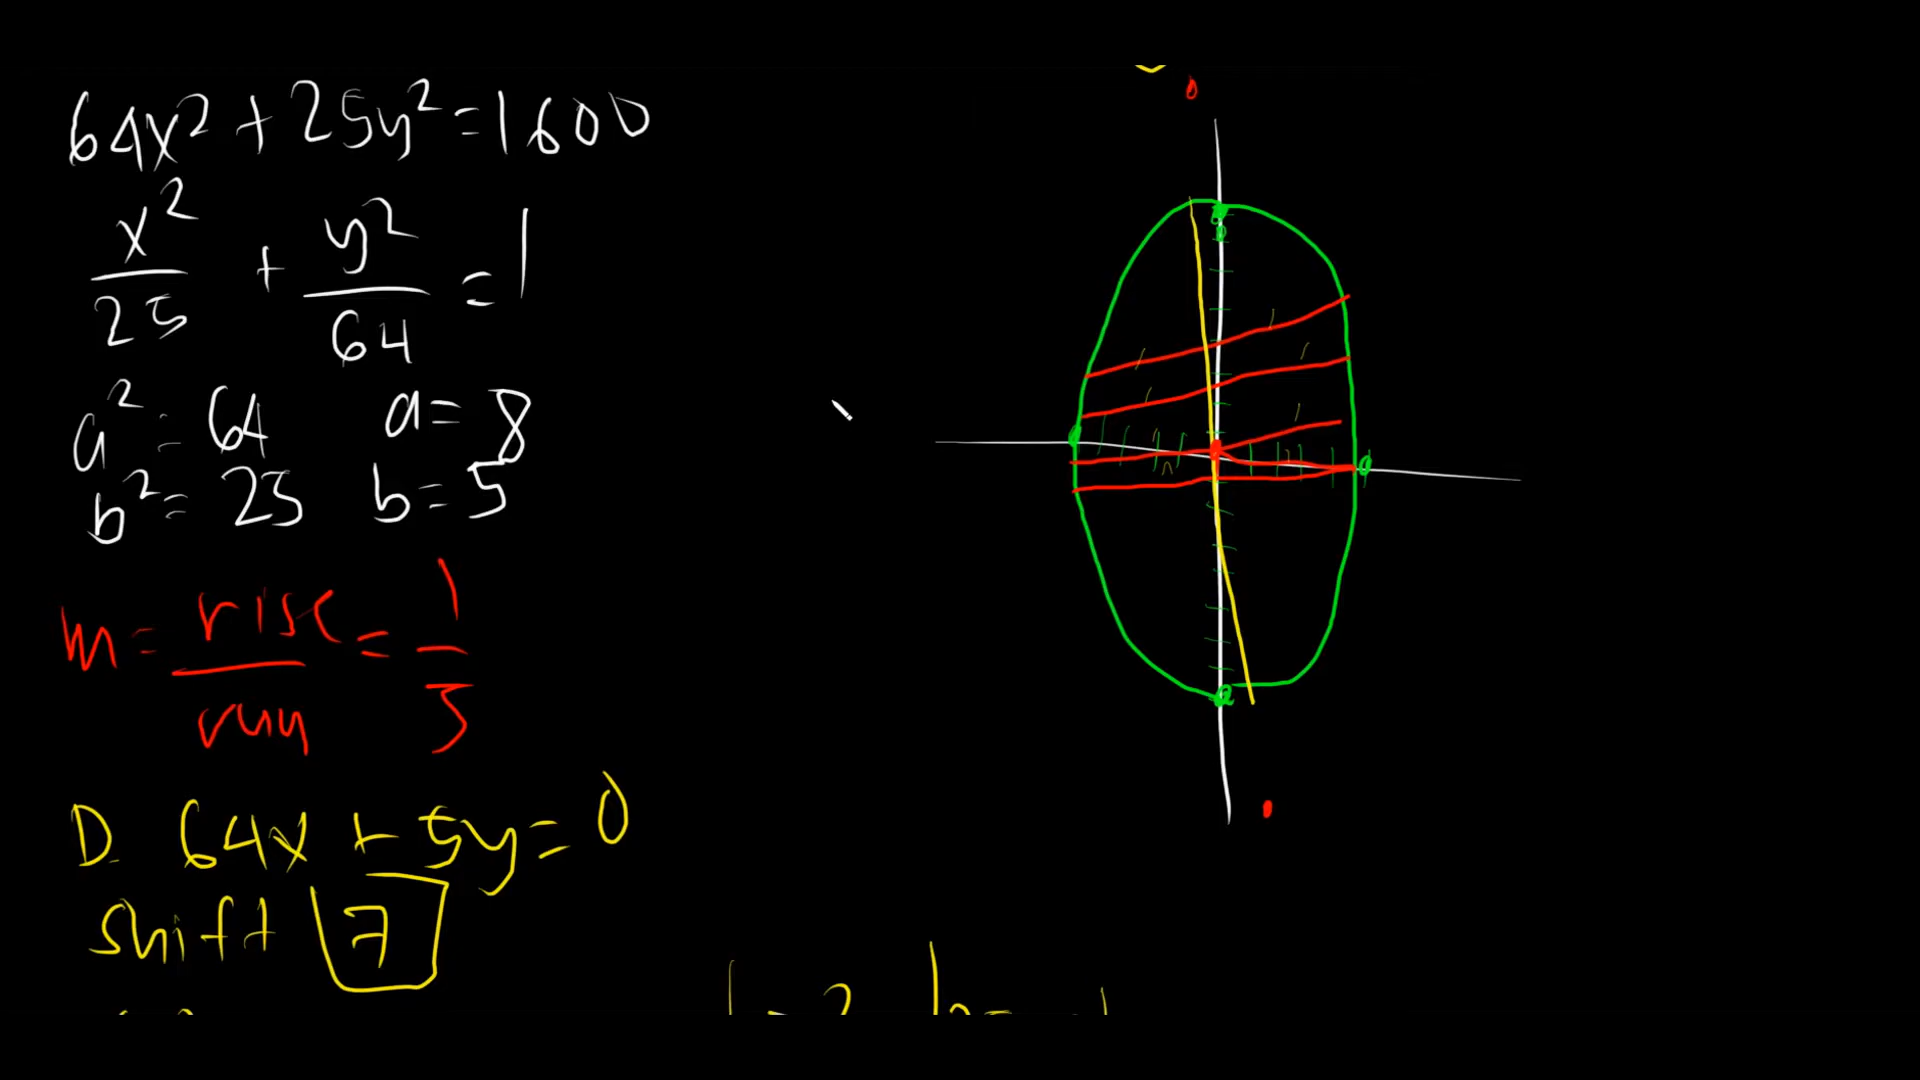 64x² + 25y² = 1600
x²/25 + y²/64 = 1
a² = 64 a = 8
b² = 25 b = 5
m = rise/run = 1/3
D. 64x + 5y = 0
shift 7